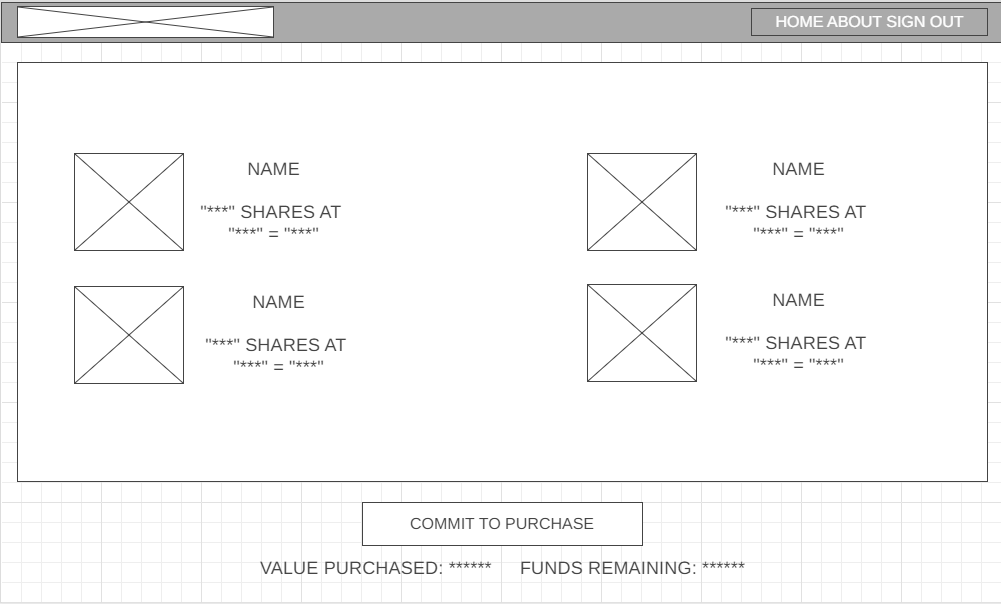 HOME ABOUT SIGN OUT
NAME
"***" SHARES AT
"***" = "***"
NAME
"***" SHARES AT
"***" = "***"
NAME
"***" SHARES AT
"***" = "***"
NAME
"***" SHARES AT
"***" = "***"
COMMIT TO PURCHASE
VALUE PURCHASED: ****** FUNDS REMAINING: ******